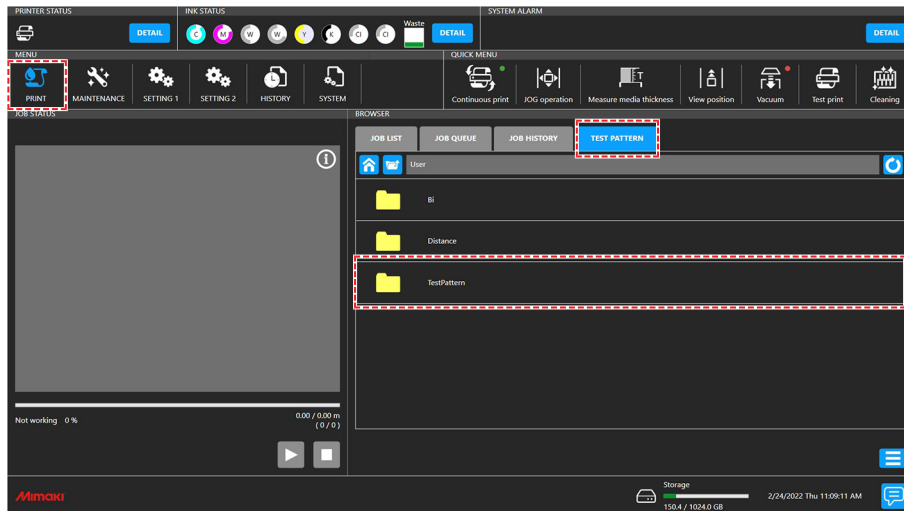 PRINTER STATUS
INK STATUS
SYSTEM ALARM
DETAIL
C M W W Y K Cl Cl
Waste
DETAIL
DETAIL
MENU
QUICK MENU
PRINT
MAINTENANCE
SETTING 1
SETTING 2
HISTORY
SYSTEM
Continuous print
JOG operation
Measure media thickness
View position
Vacuum
Test print
Cleaning
JOB STATUS
BROWSER
JOB LIST
JOB QUEUE
JOB HISTORY
TEST PATTERN
User
Bi
Distance
TestPattern
Not working 0 %
0.00 / 0.00 m
( 0 / 0 )
Mimaki
Storage
150.4 / 1024.0 GB
2/24/2022 Thu 11:09:11 AM